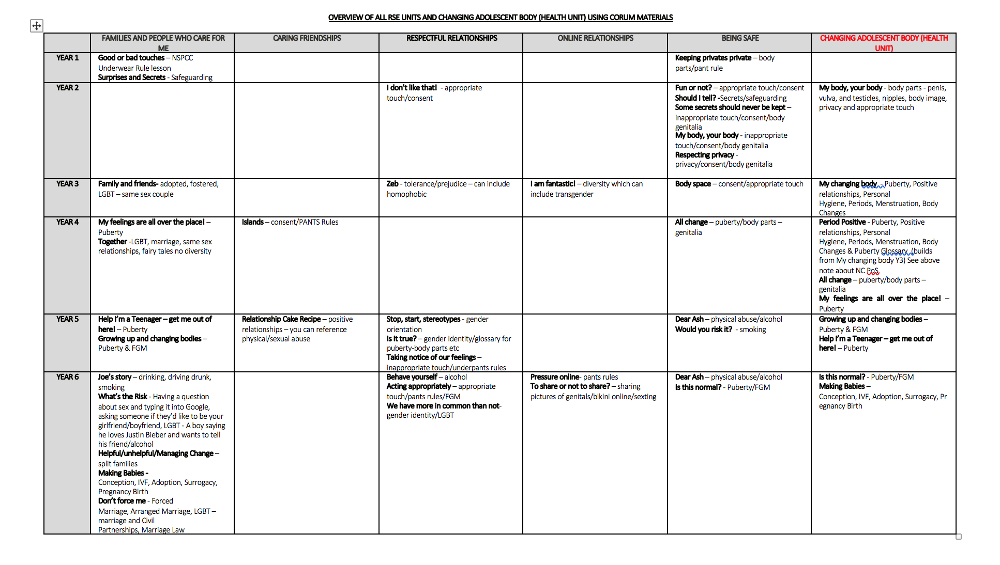 OVERVIEW OF ALL RSE UNITS AND CHANGING ADOLESCENT BODY (HEALTH UNIT) USING CORUM MATERIALS
FAMILIES AND PEOPLE WHO CARE FOR
ME
CARING FRIENDSHIPS
RESPECTFUL RELATIONSHIPS
ONLINE RELATIONSHIPS
BEING SAFE
CHANGING ADOLESCENT BODY (HEALTH
UNIT)
YEAR 1
Good or bad touches – NSPCC
Underwear Rule lesson
Surprises and Secrets - Safeguarding
Keeping privates private – body
parts/pant rule
YEAR 2
I don’t like that! - appropriate
touch/consent
Fun or not? – appropriate touch/consent
Should I tell? -Secrets/safeguarding
Some secrets should never be kept –
inappropriate touch/consent/body
genitalia
My body, your body - inappropriate
touch/consent/body genitalia
Respecting privacy -
privacy/consent/body genitalia
My body, your body - body parts - penis,
vulva, and testicles, nipples, body image,
privacy and appropriate touch
YEAR 3
Family and friends- adopted, fostered,
LGBT – same sex couple
Zeb - tolerance/prejudice – can include
homophobic
I am fantastic! – diversity which can
include transgender
Body space – consent/appropriate touch
My changing body - Puberty, Positive
relationships, Personal
Hygiene, Periods, Menstruation, Body
Changes
YEAR 4
My feelings are all over the place! –
Puberty
Together -LGBT, marriage, same sex
relationships, fairy tales no diversity
Islands – consent/PANTS Rules
All change – puberty/body parts –
genitalia
Period Positive - Puberty, Positive
relationships, Personal
Hygiene, Periods, Menstruation, Body
Changes & Puberty Glossary (builds
from My changing body Y3) See above
note about NC PoS
All change – puberty/body parts –
genitalia
My feelings are all over the place! –
Puberty
YEAR 5
Help I’m a Teenager – get me out of
here! – Puberty
Growing up and changing bodies –
Puberty & FGM
Relationship Cake Recipe – positive
relationships – you can reference
physical/sexual abuse
Stop, start, stereotypes - gender
orientation
Is it true? – gender identity/glossary for
puberty-body parts etc
Taking notice of our feelings –
inappropriate touch/underpants rules
Dear Ash – physical abuse/alcohol
Would you risk it? - smoking
Growing up and changing bodies –
Puberty & FGM
Help I’m a Teenager – get me out of
here! – Puberty
YEAR 6
Joe’s story – drinking, driving drunk,
smoking
What’s the Risk - Having a question
about sex and typing it into Google,
asking someone if they’d like to be your
girlfriend/boyfriend, LGBT - A boy saying
he loves Justin Bieber and wants to tell
his friend/alcohol
Helpful/unhelpful/Managing Change –
split families
Making Babies -
Conception, IVF, Adoption, Surrogacy,
Pregnancy Birth
Don’t force me - Forced
Marriage, Arranged Marriage, LGBT –
marriage and Civil
Partnerships, Marriage Law
Behave yourself – alcohol
Acting appropriately – appropriate
touch/pants rules/FGM
We have more in common than not-
gender identity/LGBT
Pressure online- pants rules
To share or not to share? – sharing
pictures of genitals/bikini online/sexting
Dear Ash – physical abuse/alcohol
Is this normal? - Puberty/FGM
Is this normal? - Puberty/FGM
Making Babies –
Conception, IVF, Adoption, Surrogacy, Pr
egnancy Birth